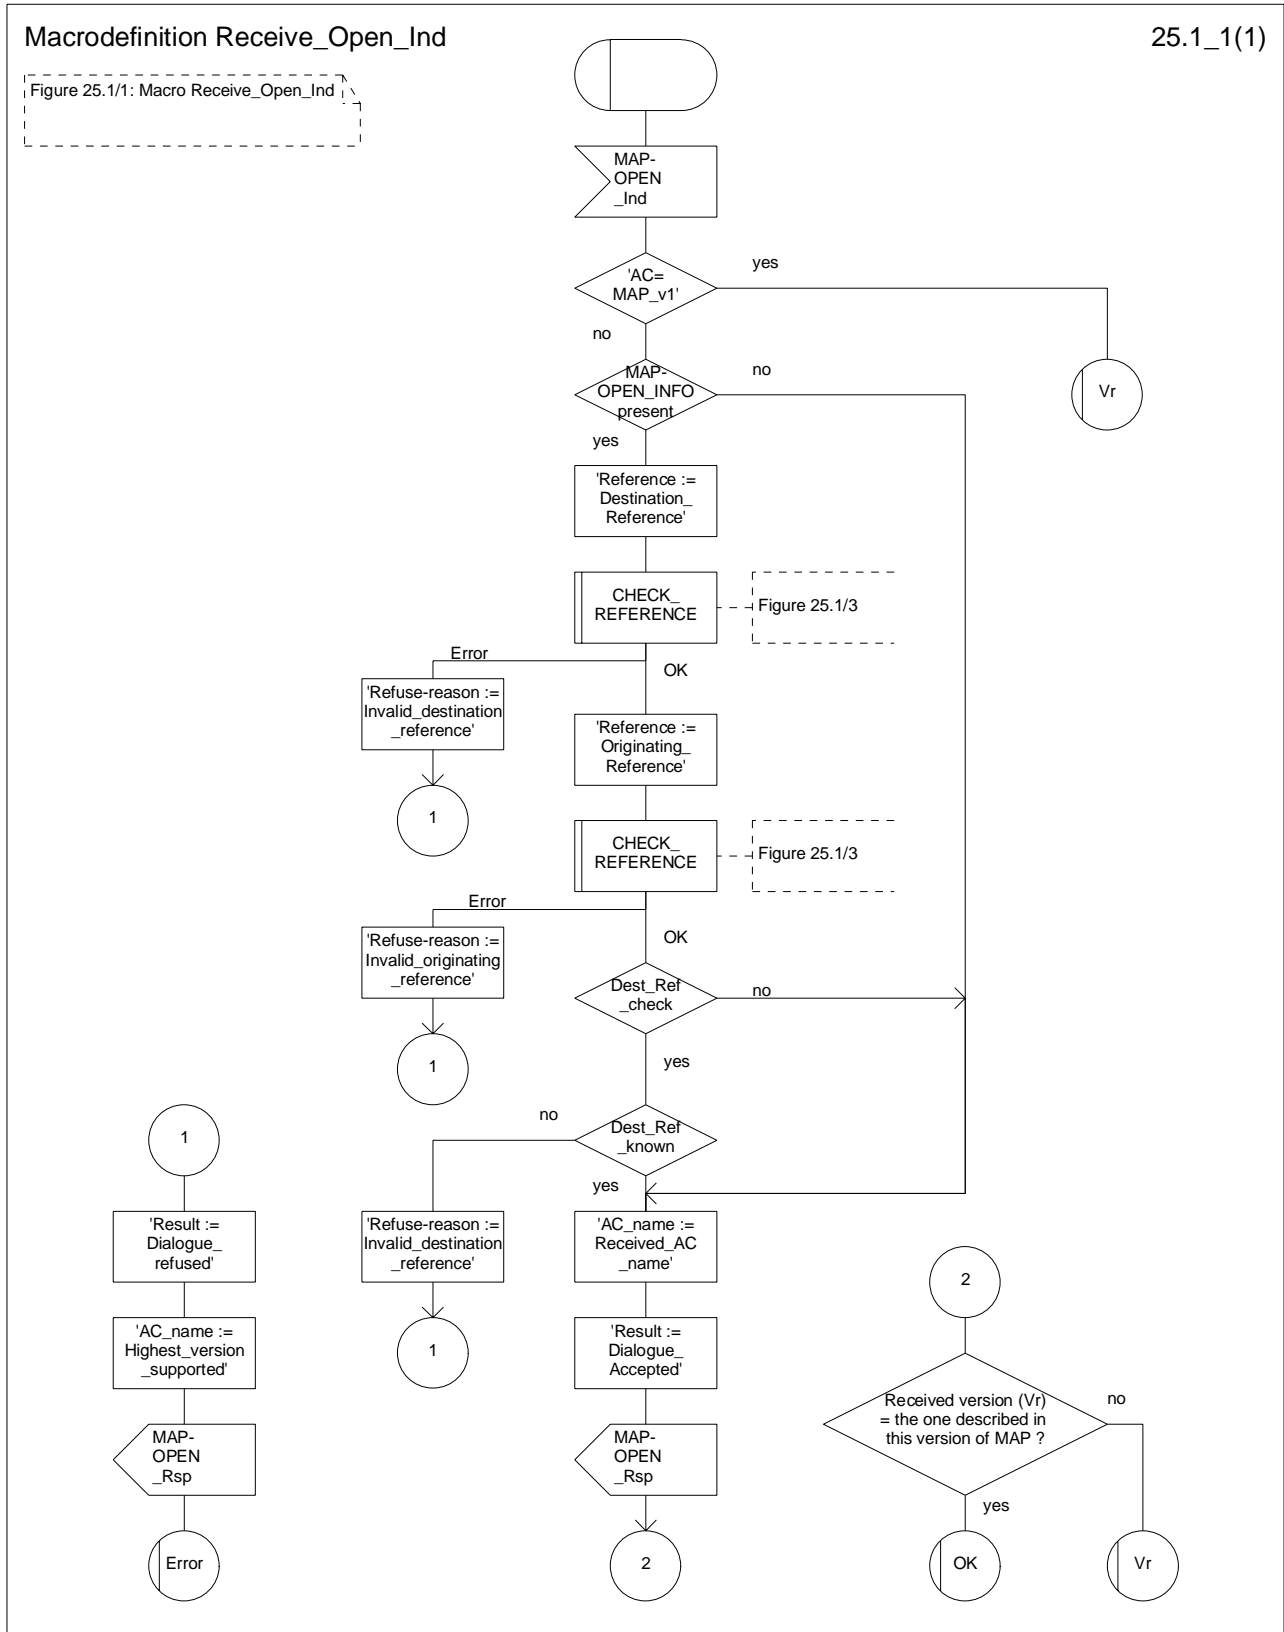 Macrodefinition Receive_Open_Ind
25.1_1(1)
Figure 25.1/1: Macro Receive_Open_Ind
MAP-
OPEN
_Ind
'AC=
MAP_v1'
yes
no
MAP-
OPEN_INFO
present
no
Vr
yes
'Reference :=
Destination_
Reference'
CHECK_
REFERENCE
Figure 25.1/3
Error
OK
'Refuse-reason :=
Invalid_destination
_reference'
'Reference :=
Originating_
Reference'
1
CHECK_
REFERENCE
Figure 25.1/3
Error
OK
'Refuse-reason :=
Invalid_originating
_reference'
Dest_Ref
_check
no
1
yes
1
no
Dest_Ref
_known
yes
'Result :=
Dialogue_
refused'
'Refuse-reason :=
Invalid_destination
_reference'
'AC_name :=
Received_AC
_name'
2
'AC_name :=
Highest_version
_supported'
1
'Result :=
Dialogue_
Accepted'
Received version (Vr)
= the one described in
this version of MAP ?
no
MAP-
OPEN
_Rsp
MAP-
OPEN
_Rsp
yes
Error
2
OK
Vr